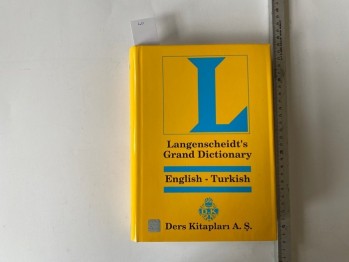 L
Langenscheidt's
Grand Dictionary
English - Turkish
Ders Kitapları A. Ş.